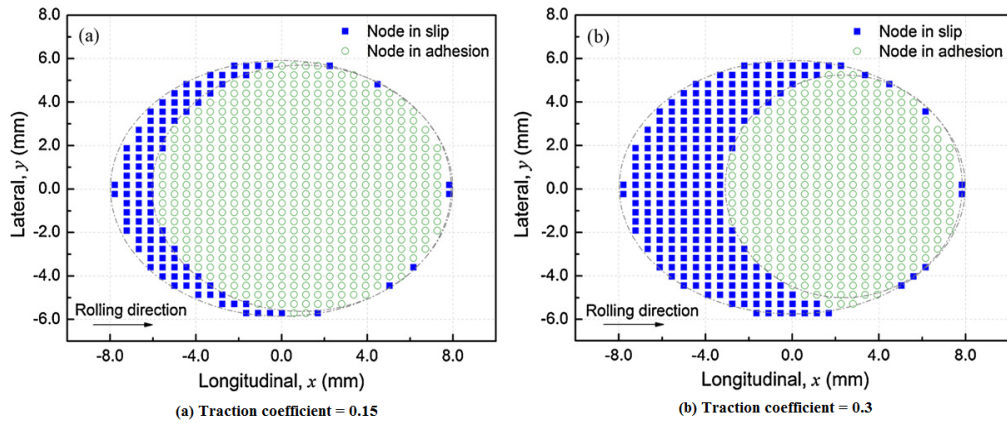 (a)
Node in slip
Node in adhesion
8.0
6.0
4.0
2.0
0.0
-2.0
-4.0
-6.0
Lateral, y (mm)
Rolling direction
-8.0 -4.0 0.0 4.0 8.0
Longitudinal, x (mm)
(a) Traction coefficient = 0.15
(b)
Node in slip
Node in adhesion
8.0
6.0
4.0
2.0
0.0
-2.0
-4.0
-6.0
Lateral, y (mm)
Rolling direction
-8.0 -4.0 0.0 4.0 8.0
Longitudinal, x (mm)
(b) Traction coefficient = 0.3